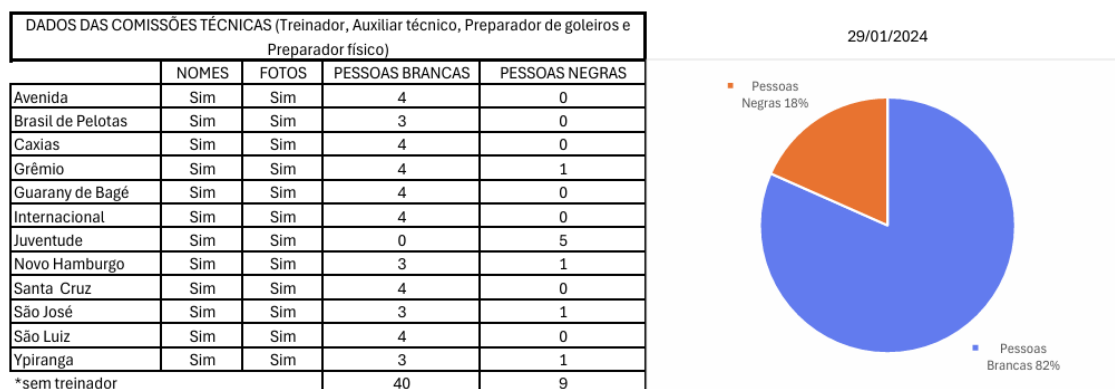 DADOS DAS COMISSÕES TÉCNICAS (Treinador, Auxiliar técnico, Preparador de goleiros e
Preparador físico)
NOMES FOTOS PESSOAS BRANCAS PESSOAS NEGRAS
Avenida Sim Sim 4 0
Brasil de Pelotas Sim Sim 3 0
Caxias Sim Sim 4 0
Grêmio Sim Sim 4 1
Guarany de Bagé Sim Sim 4 0
Internacional Sim Sim 4 0
Juventude Sim Sim 0 5
Novo Hamburgo Sim Sim 3 1
Santa Cruz Sim Sim 4 0
São José Sim Sim 3 1
São Luiz Sim Sim 4 0
Ypiranga Sim Sim 3 1
*sem treinador 40 9
29/01/2024
Pessoas
Negras 18%
Pessoas
Brancas 82%